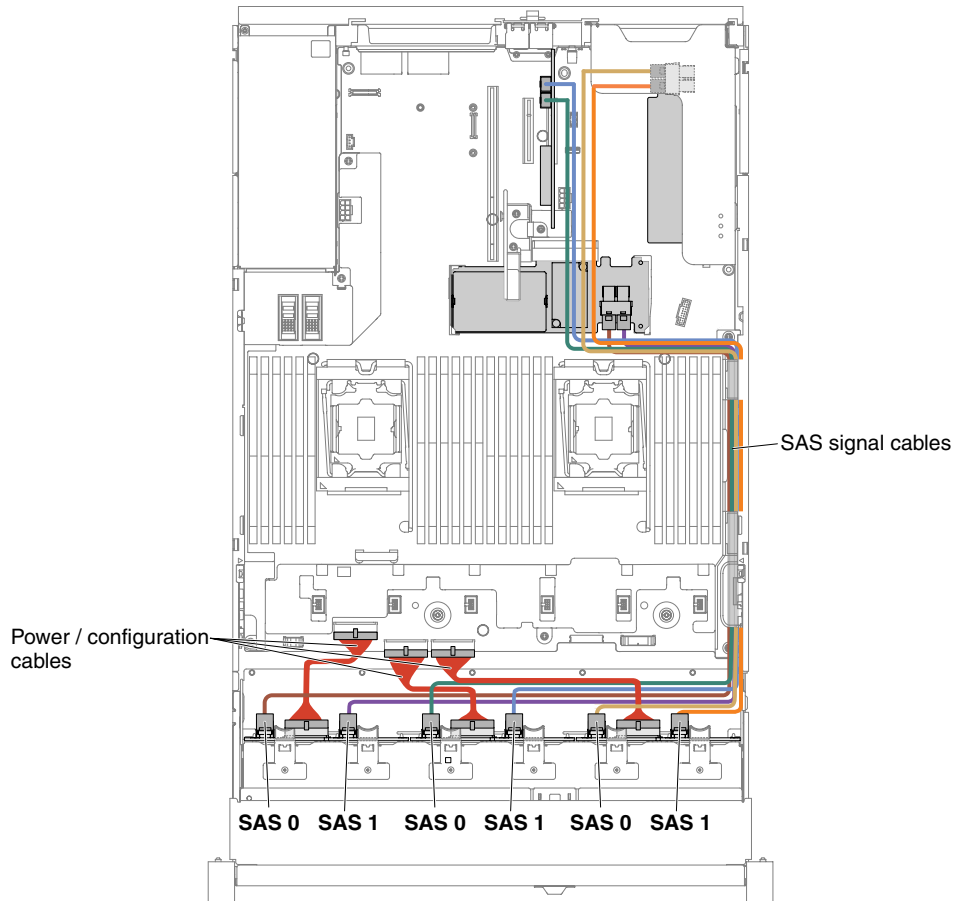 SAS signal cables
Power / configuration
cables
SAS 0 SAS 1 SAS 0 SAS 1 SAS 0 SAS 1